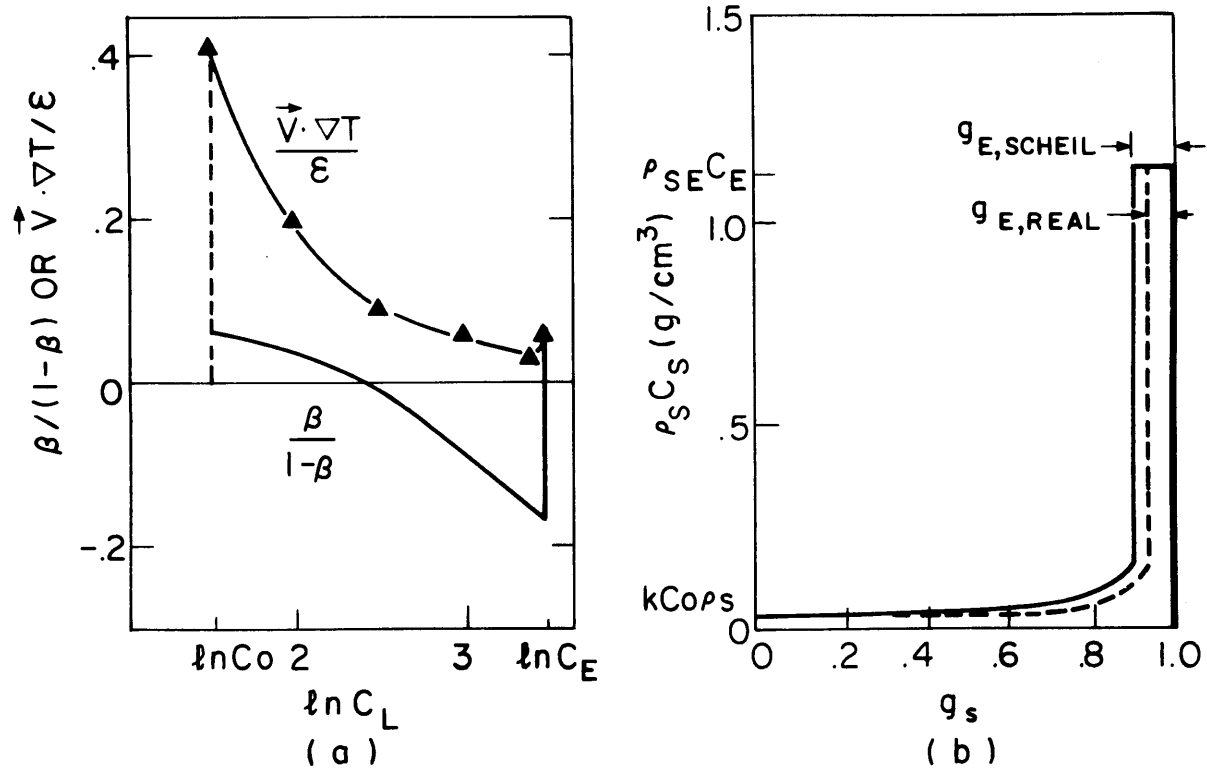 β/(1-β) OR V⃗·∇T/ε
.4
.2
0
-.2
V⃗·∇T
ε
β
1-β
ℓnCo 2 3 ℓnC_E
ℓnC_L
(a)
ρ_S C_S (g/cm³)
1.5
ρ_SE C_E
1.0
.5
kCoρs
0
g_E,SCHEIL
g_E,REAL
0 .2 .4 .6 .8 1.0
g_s
(b)